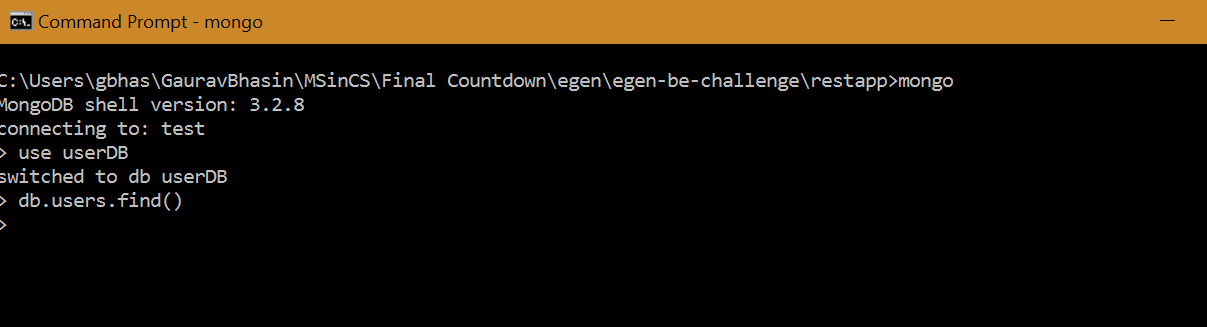 Command Prompt - mongo
C:\Users\gbhas\GauravBhasin\MSinCS\Final Countdown\egen\egen-be-challenge\restapp>mongo
MongoDB shell version: 3.2.8
connecting to: test
> use userDB
switched to db userDB
> db.users.find()
>